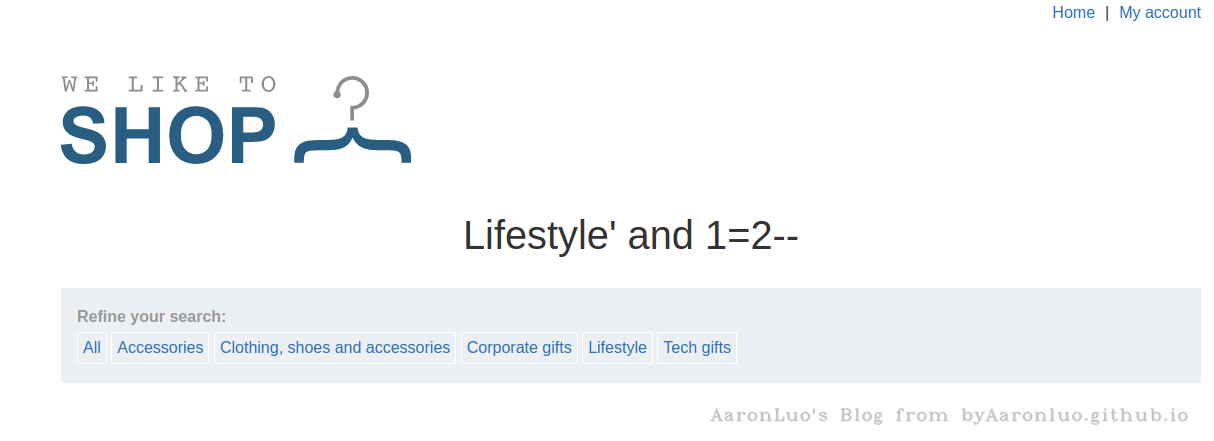 Home | My account
WE LIKE TO
SHOP
Lifestyle' and 1=2--
Refine your search:
All Accessories Clothing, shoes and accessories Corporate gifts Lifestyle Tech gifts
AaronLuo's Blog from byAaronluo.github.io